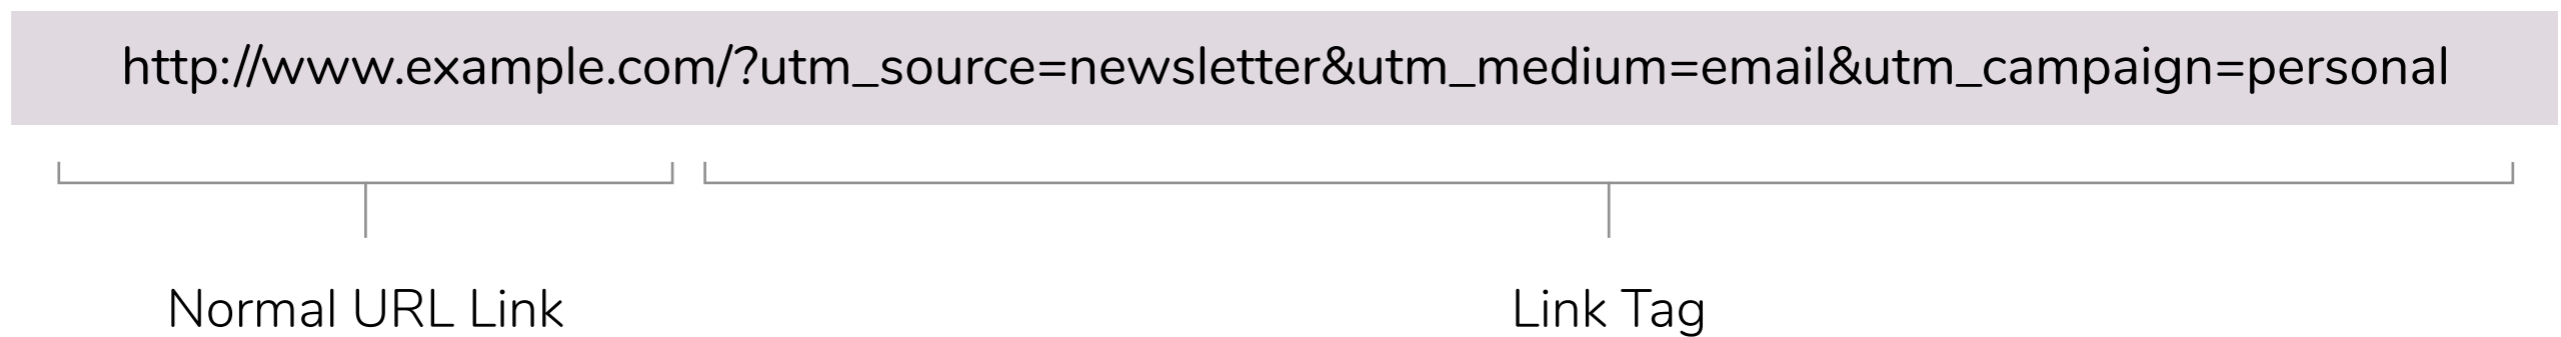 http://www.example.com/?utm_source=newsletter&utm_medium=email&utm_campaign=personal
Normal URL Link
Link Tag